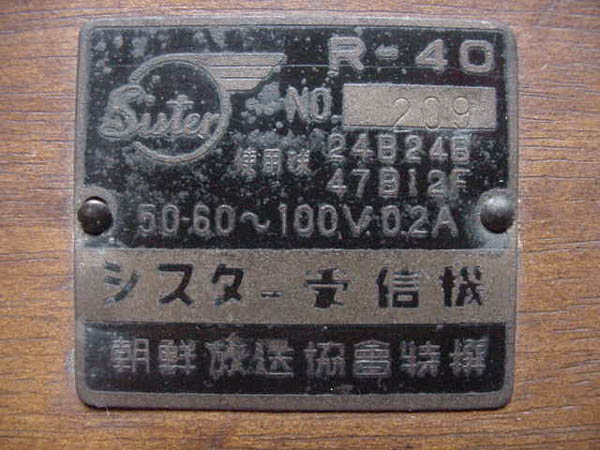 Sister
R-40
NO. 209
使用球 24B 24B
47B 12F
50-60~100V 0.2A
シスター受信機
朝鮮放送協會特選